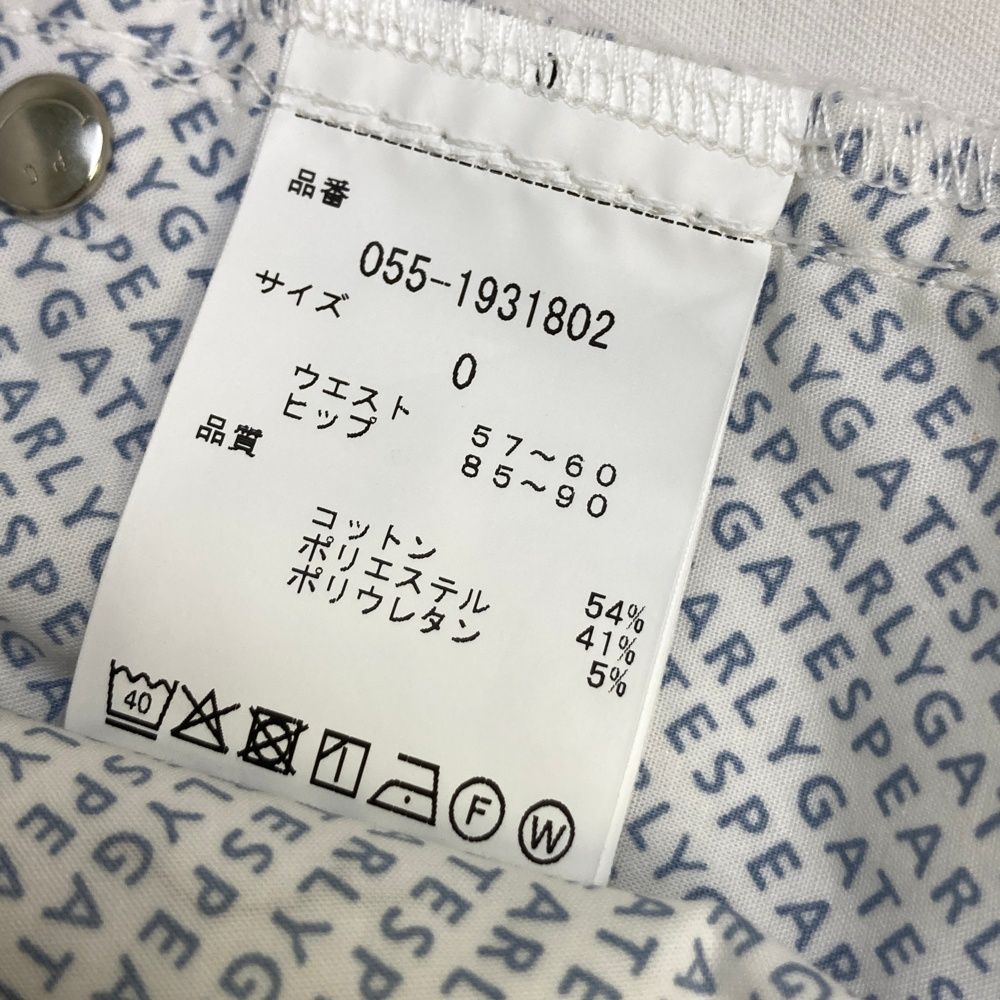 品番
055-1931802
サイズ
0
ウエスト 57～60
ヒップ 85～90
品質
コットン 54%
ポリエステル 41%
ポリウレタン 5%
40
F
W
PEARLYGATES